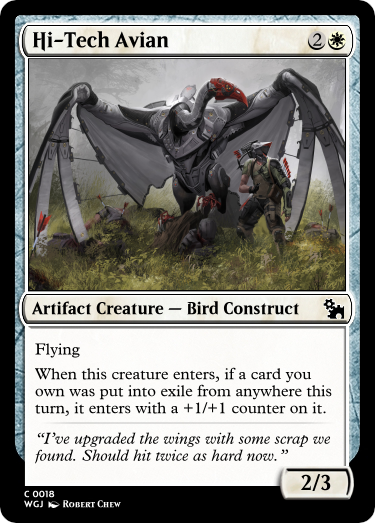 Hi-Tech Avian 2
Artifact Creature — Bird Construct
Flying
When this creature enters, if a card you
own was put into exile from anywhere this
turn, it enters with a +1/+1 counter on it.
“I’ve upgraded the wings with some scrap we
found. Should hit twice as hard now.”
2/3
C 0018
WGJ Robert Chew